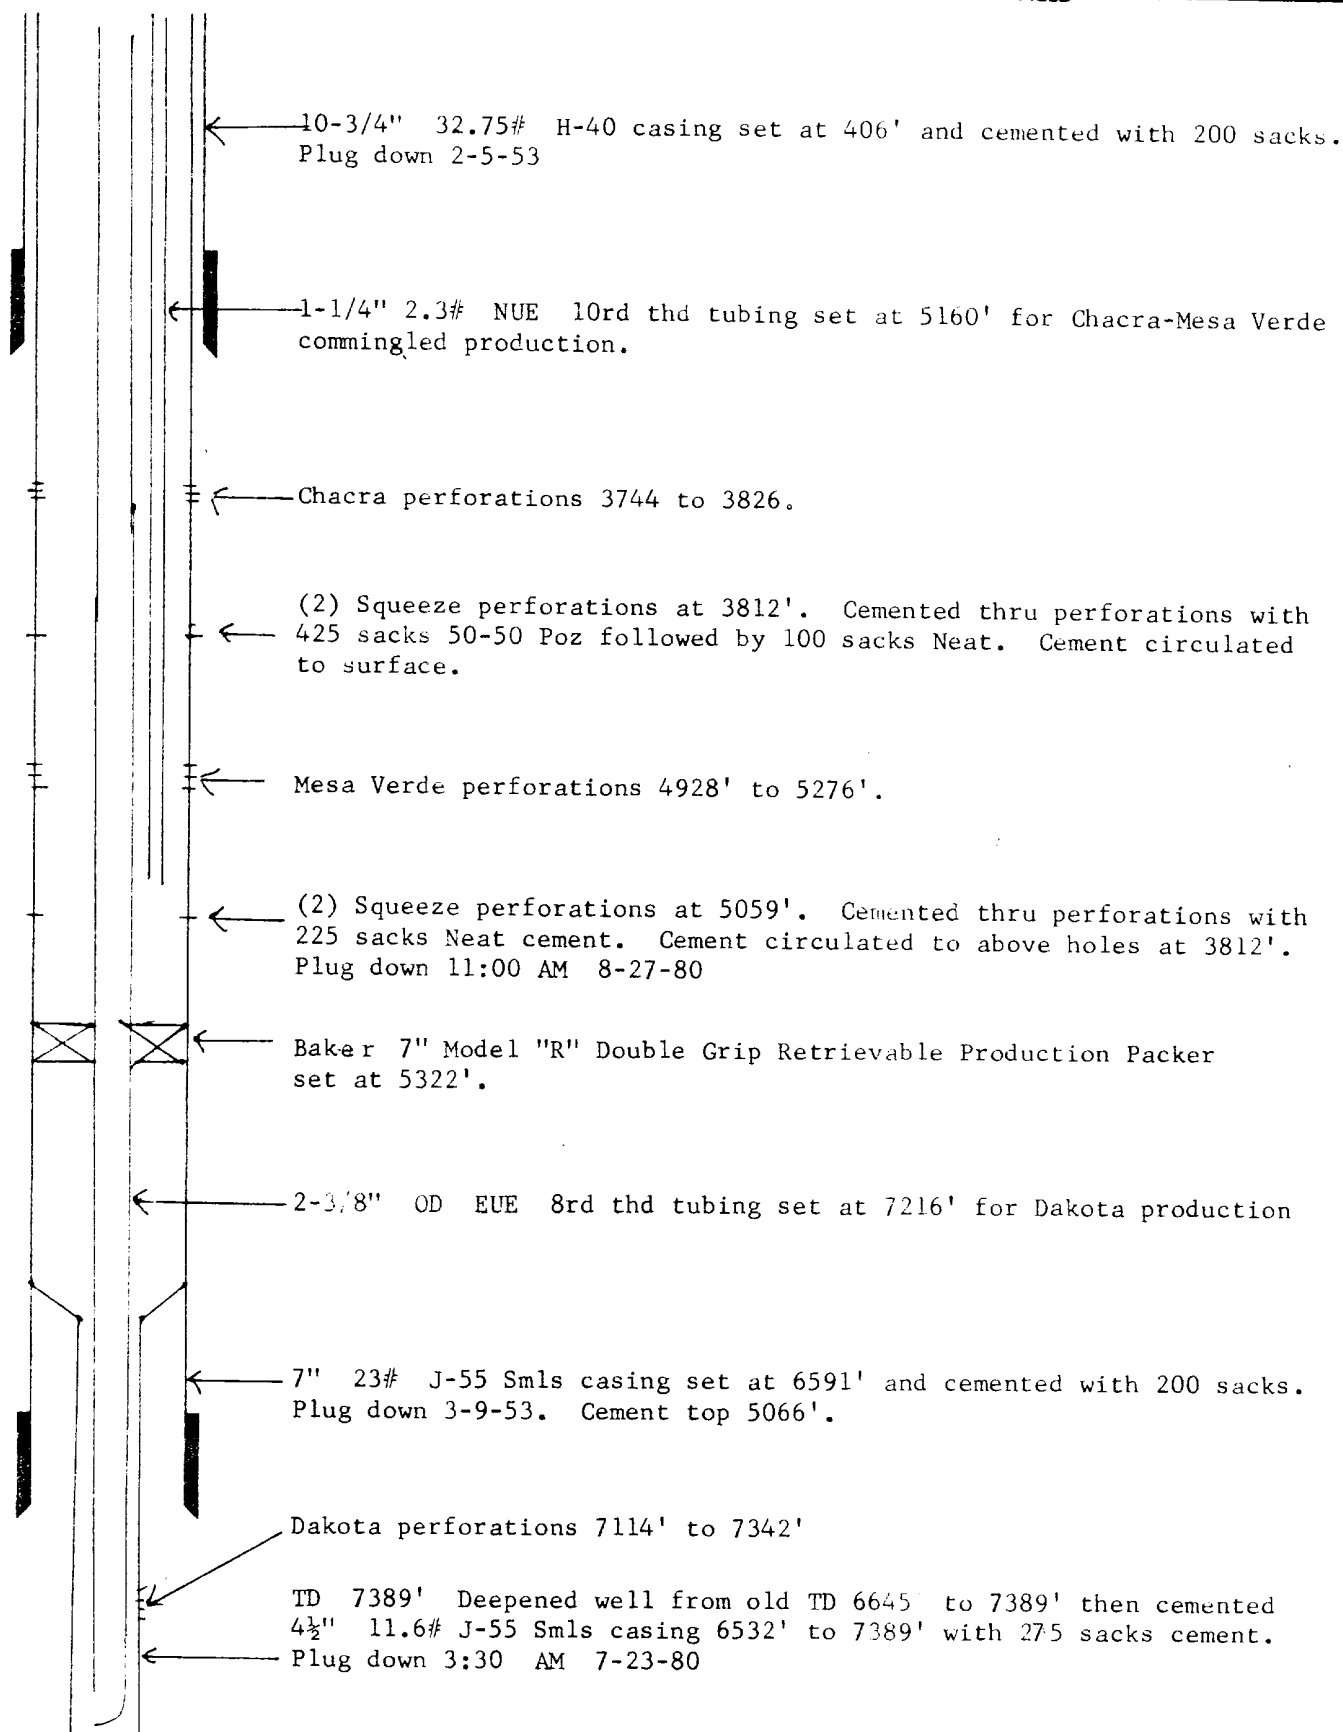 10-3/4" 32.75# H-40 casing set at 406' and cemented with 200 sacks.
Plug down 2-5-53
1-1/4" 2.3# NUE 10rd thd tubing set at 5160' for Chacra-Mesa Verde
commingled production.
Chacra perforations 3744 to 3826.
(2) Squeeze perforations at 3812'. Cemented thru perforations with
425 sacks 50-50 Poz followed by 100 sacks Neat. Cement circulated
to surface.
Mesa Verde perforations 4928' to 5276'.
(2) Squeeze perforations at 5059'. Cemented thru perforations with
225 sacks Neat cement. Cement circulated to above holes at 3812'.
Plug down 11:00 AM 8-27-80
Baker 7" Model "R" Double Grip Retrievable Production Packer
set at 5322'.
2-3/8" OD EUE 8rd thd tubing set at 7216' for Dakota production
7" 23# J-55 Smls casing set at 6591' and cemented with 200 sacks.
Plug down 3-9-53. Cement top 5066'.
Dakota perforations 7114' to 7342'
TD 7389' Deepened well from old TD 6645 to 7389' then cemented
4½" 11.6# J-55 Smls casing 6532' to 7389' with 275 sacks cement.
Plug down 3:30 AM 7-23-80